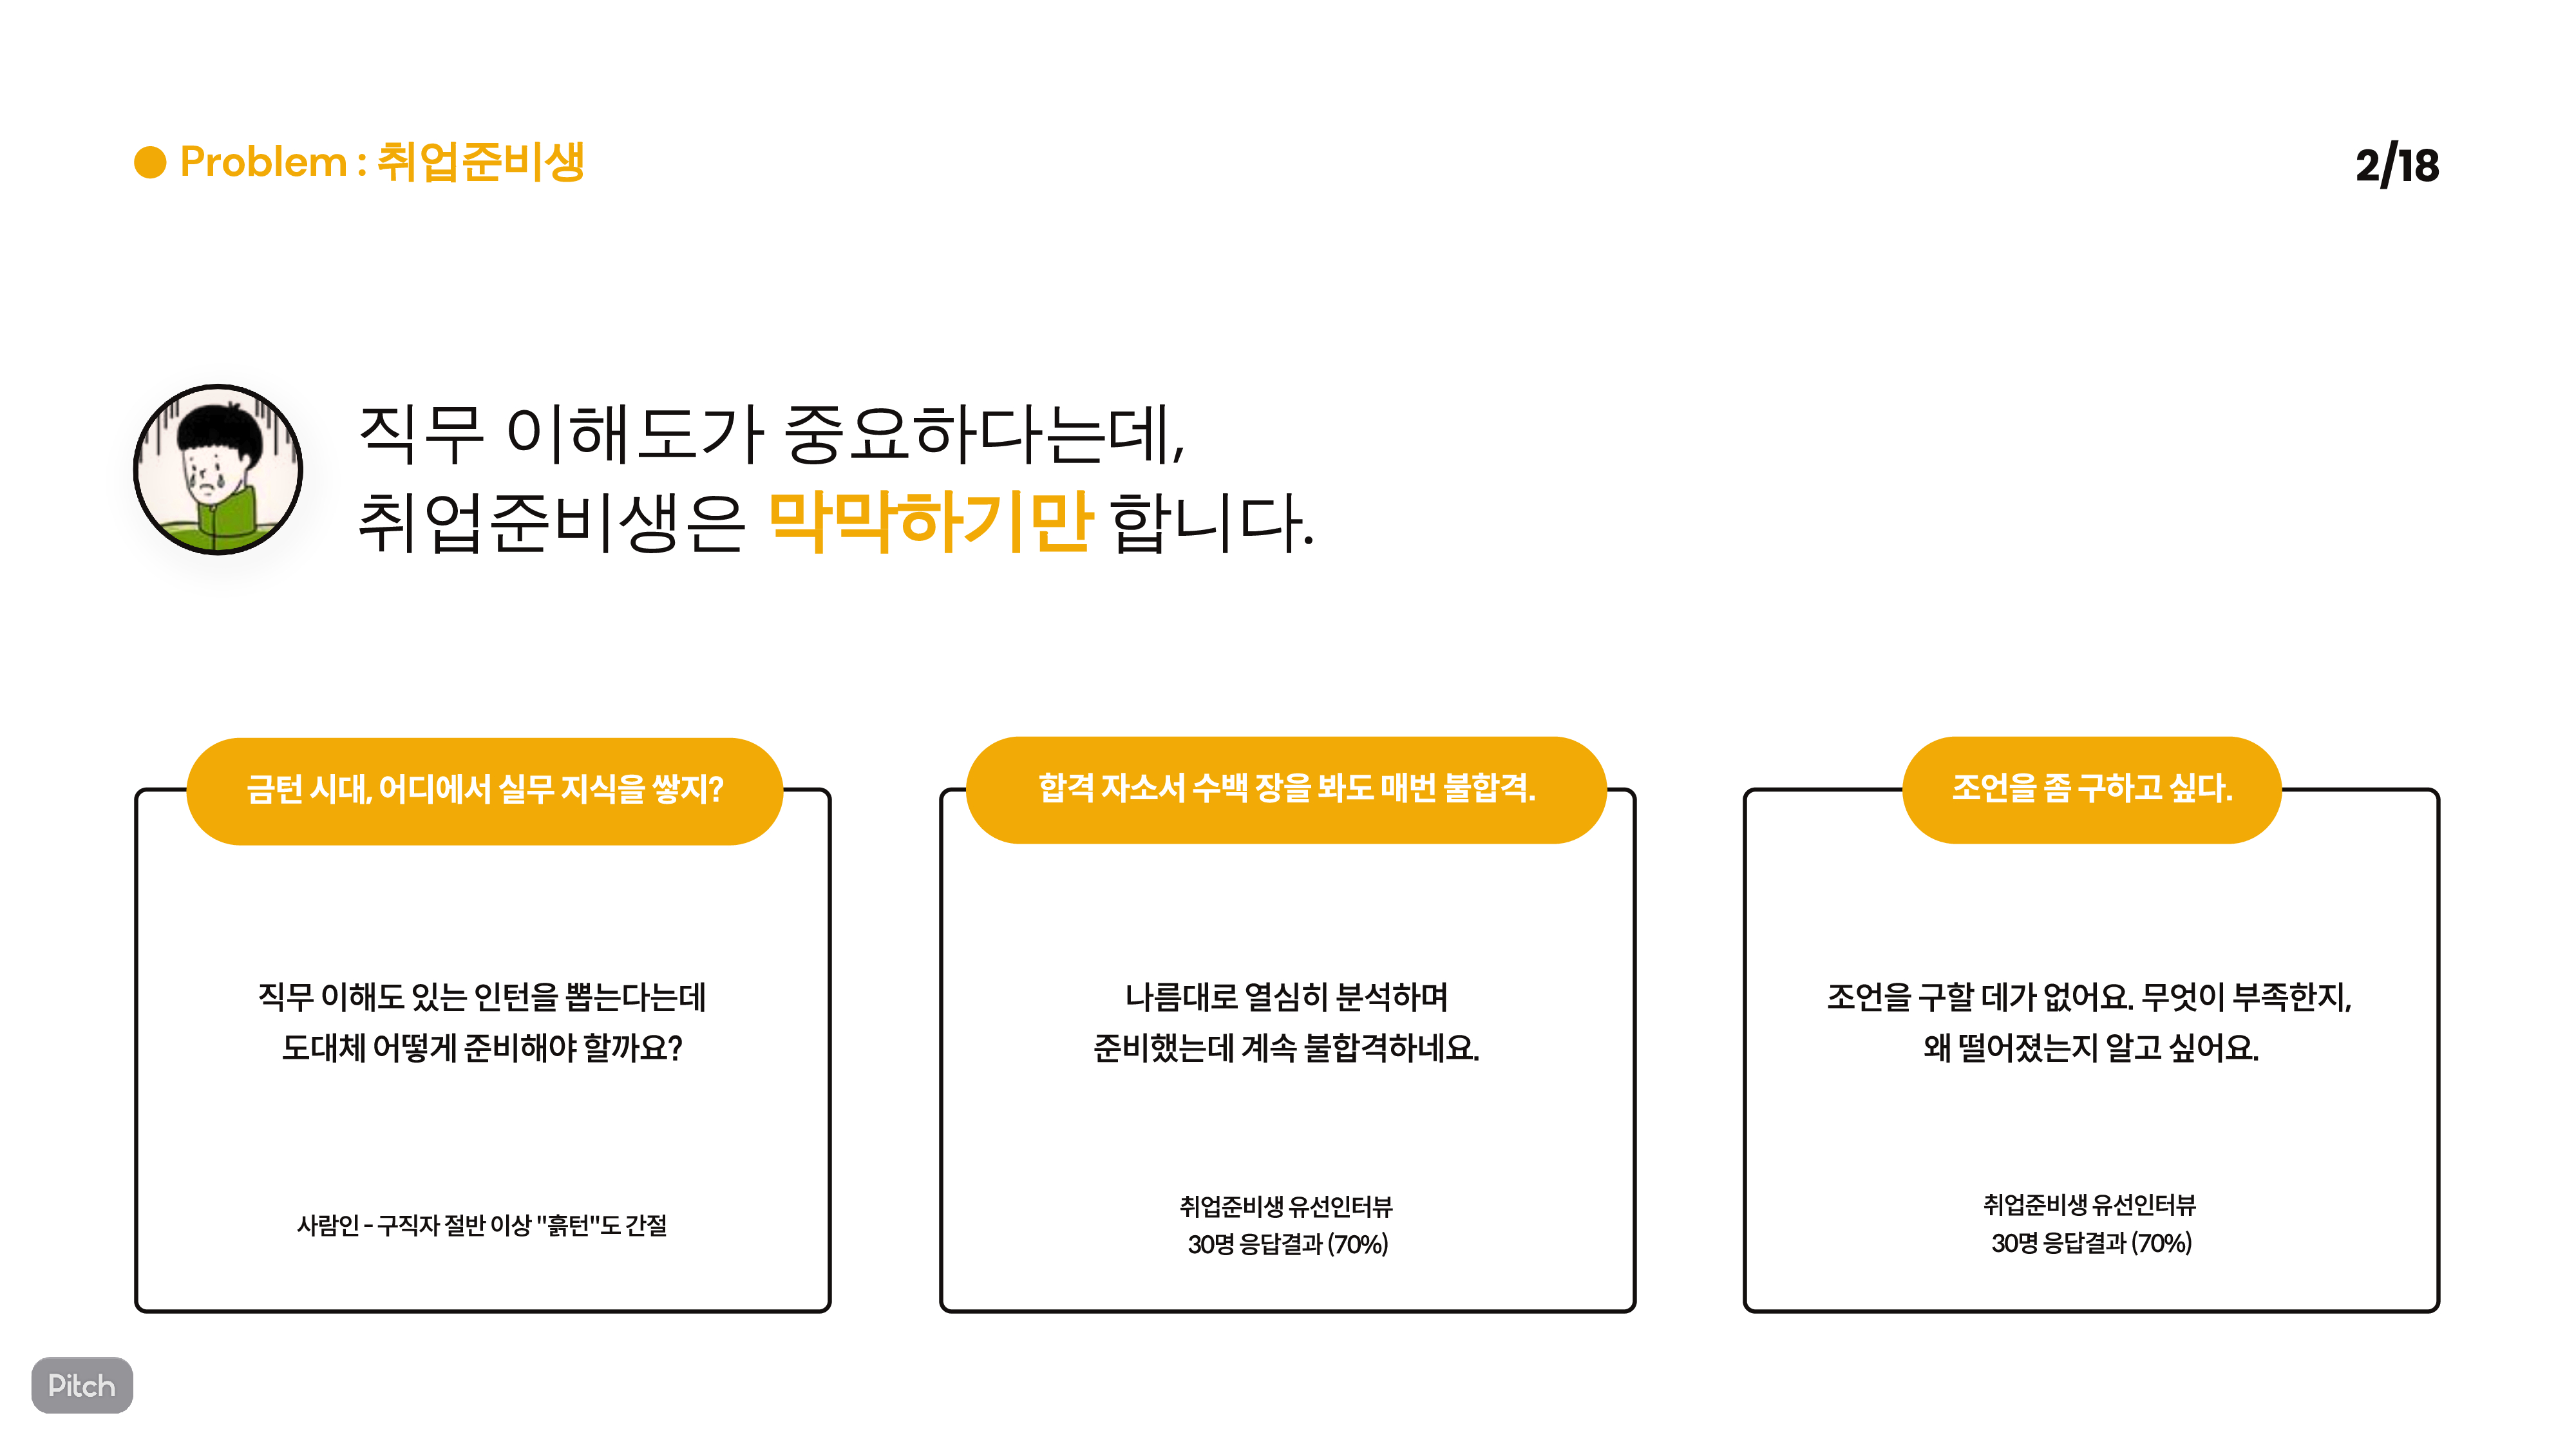 Problem : 취업준비생
2/18
직무 이해도가 중요하다는데,
취업준비생은 막막하기만 합니다.
금턴 시대, 어디에서 실무 지식을 쌓지?
직무 이해도 있는 인턴을 뽑는다는데
도대체 어떻게 준비해야 할까요?
사람인 - 구직자 절반 이상 "흙턴"도 간절
합격 자소서 수백 장을 봐도 매번 불합격.
나름대로 열심히 분석하며
준비했는데 계속 불합격하네요.
취업준비생 유선인터뷰
30명 응답결과 (70%)
조언을 좀 구하고 싶다.
조언을 구할 데가 없어요. 무엇이 부족한지,
왜 떨어졌는지 알고 싶어요.
취업준비생 유선인터뷰
30명 응답결과 (70%)
Pitch